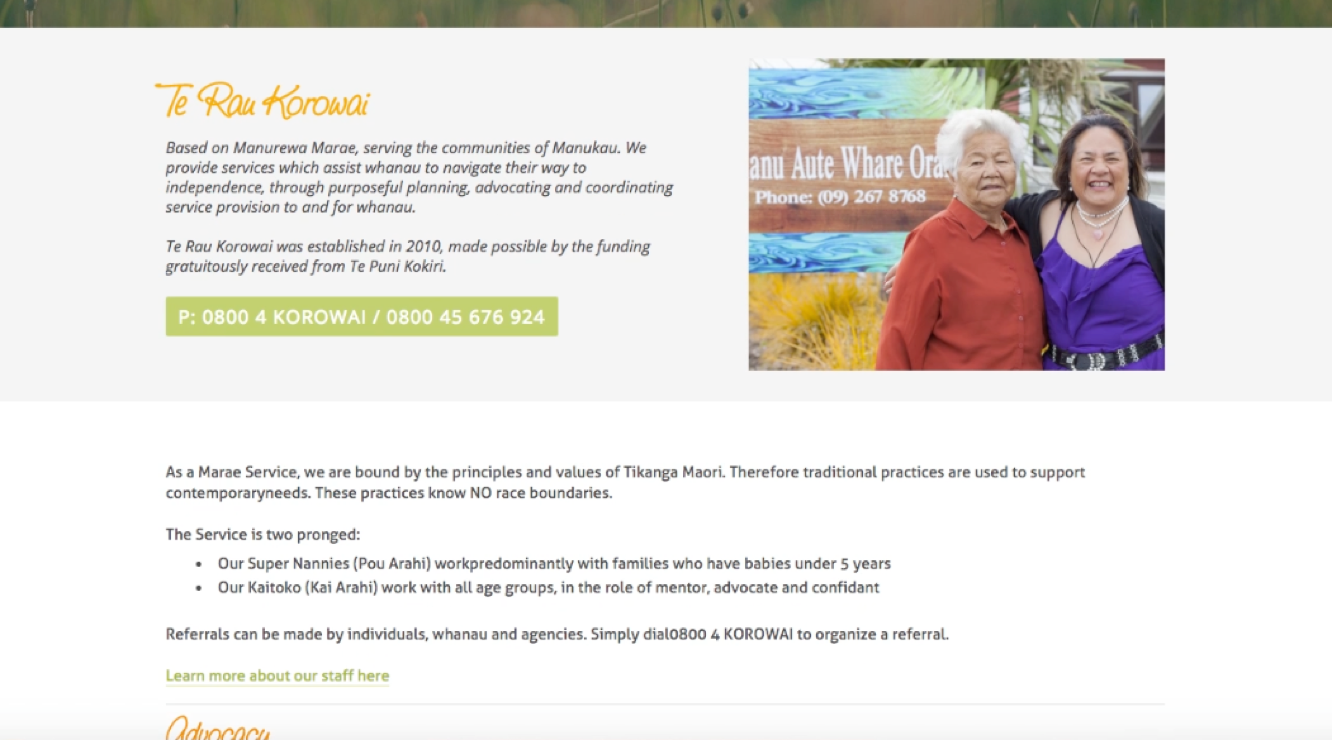 Te Rau Korowai
Based on Manurewa Marae, serving the communities of Manukau. We
provide services which assist whanau to navigate their way to
independence, through purposeful planning, advocating and coordinating
service provision to and for whanau.
Te Rau Korowai was established in 2010, made possible by the funding
gratuitously received from Te Puni Kokiri.
P: 0800 4 KOROWAI / 0800 45 676 924
anu Aute Whare Ora
Phone: (09) 267 8768
As a Marae Service, we are bound by the principles and values of Tikanga Maori. Therefore traditional practices are used to support
contemporaryneeds. These practices know NO race boundaries.
The Service is two pronged:
• Our Super Nannies (Pou Arahi) workpredominantly with families who have babies under 5 years
• Our Kaitoko (Kai Arahi) work with all age groups, in the role of mentor, advocate and confidant
Referrals can be made by individuals, whanau and agencies. Simply dial0800 4 KOROWAI to organize a referral.
Learn more about our staff here
Advocacy